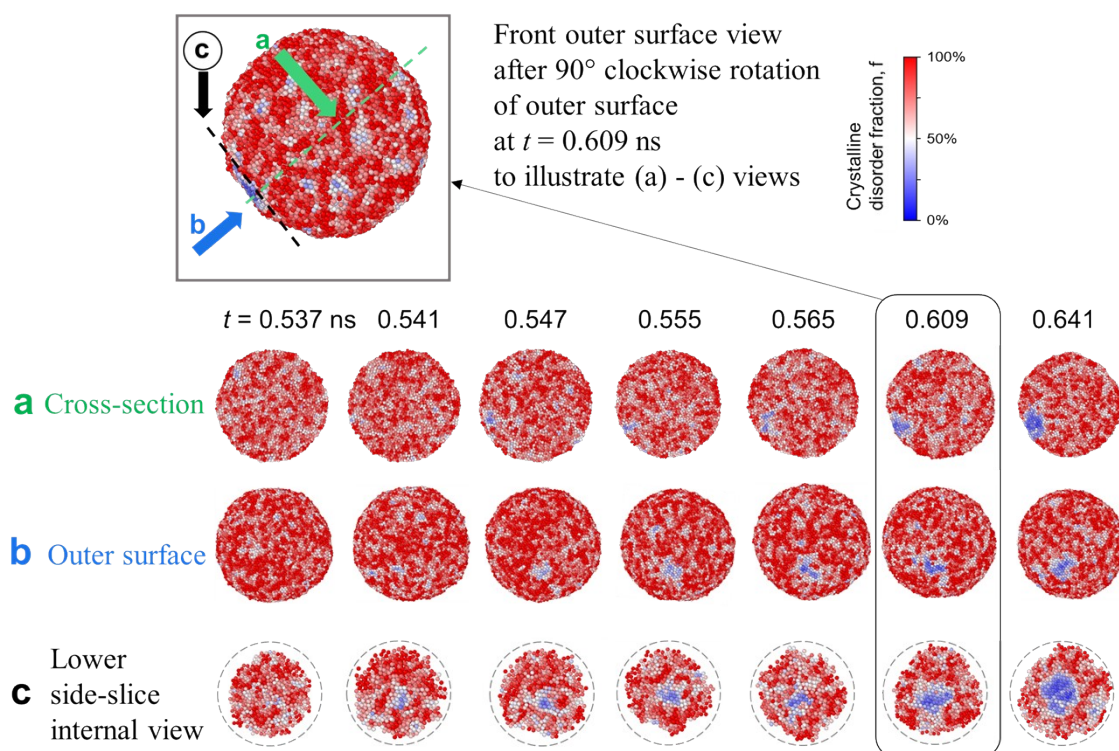 c
a
b
Front outer surface view
after 90° clockwise rotation
of outer surface
at t = 0.609 ns
to illustrate (a) - (c) views
Crystalline
disorder fraction, f
100%
50%
0%
t = 0.537 ns 0.541 0.547 0.555 0.565 0.609 0.641
a Cross-section
b Outer surface
c Lower
side-slice
internal view